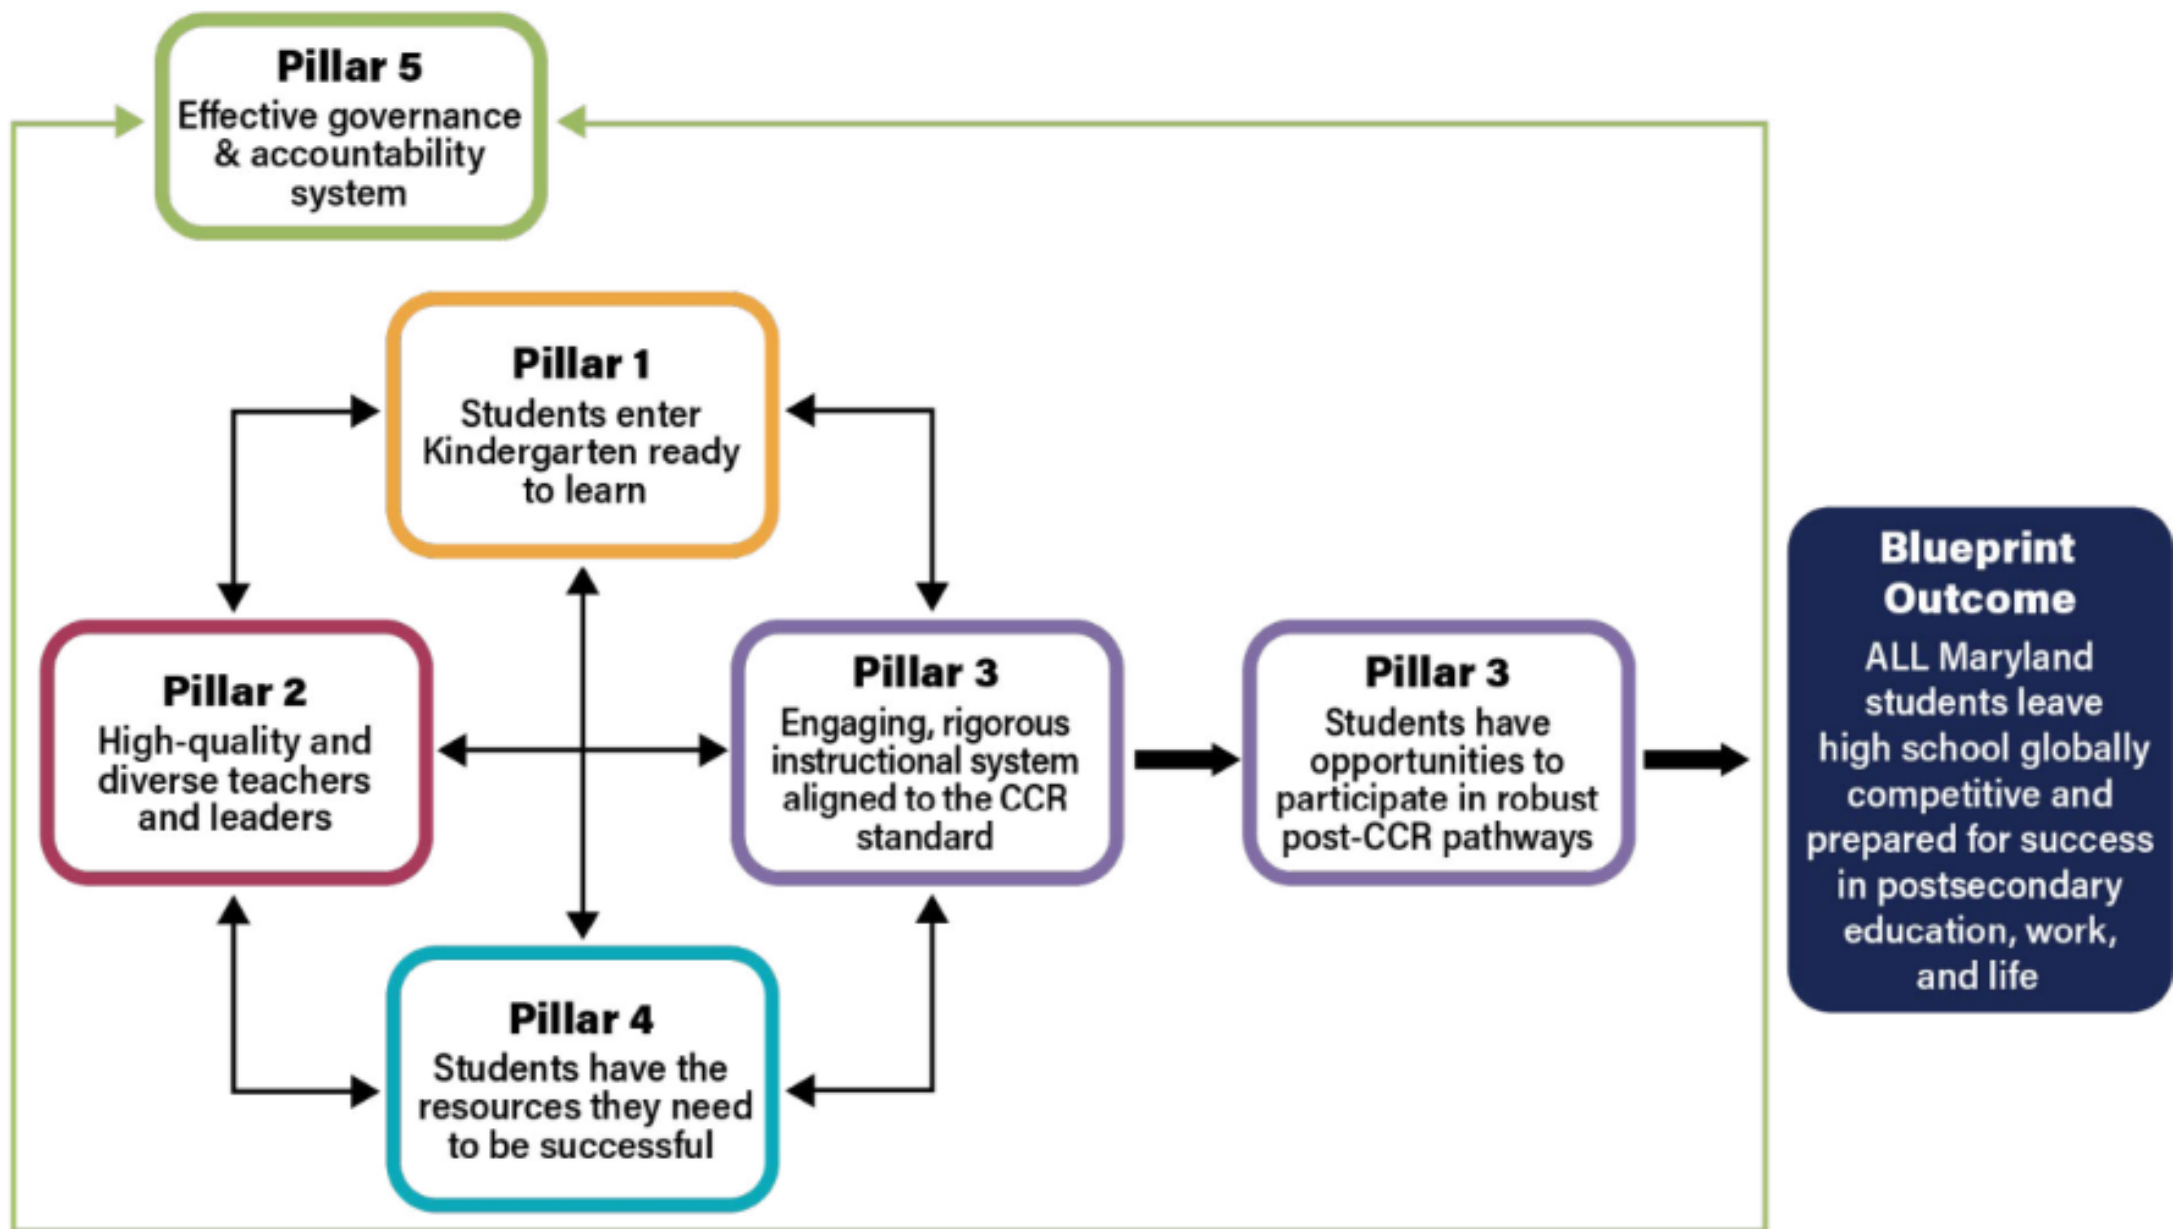 Pillar 5
Effective governance
& accountability
system
Pillar 1
Students enter
Kindergarten ready
to learn
Pillar 2
High-quality and
diverse teachers
and leaders
Pillar 3
Engaging, rigorous
instructional system
aligned to the CCR
standard
Pillar 3
Students have
opportunities to
participate in robust
post-CCR pathways
Blueprint
Outcome
ALL Maryland
students leave
high school globally
competitive and
prepared for success
in postsecondary
education, work,
and life
Pillar 4
Students have the
resources they need
to be successful